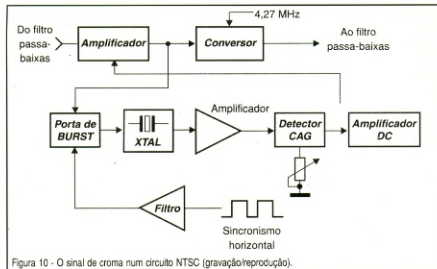 4,27 MHz
Do filtro
passa-
baixas
Amplificador
Conversor
Ao filtro
passa-baixas
Amplificador
Porta de
BURST
XTAL
Detector
CAG
Amplificador
DC
Filtro
Sincronismo
horizontal
Figura 10 - O sinal de croma num circuito NTSC (gravação/reprodução).